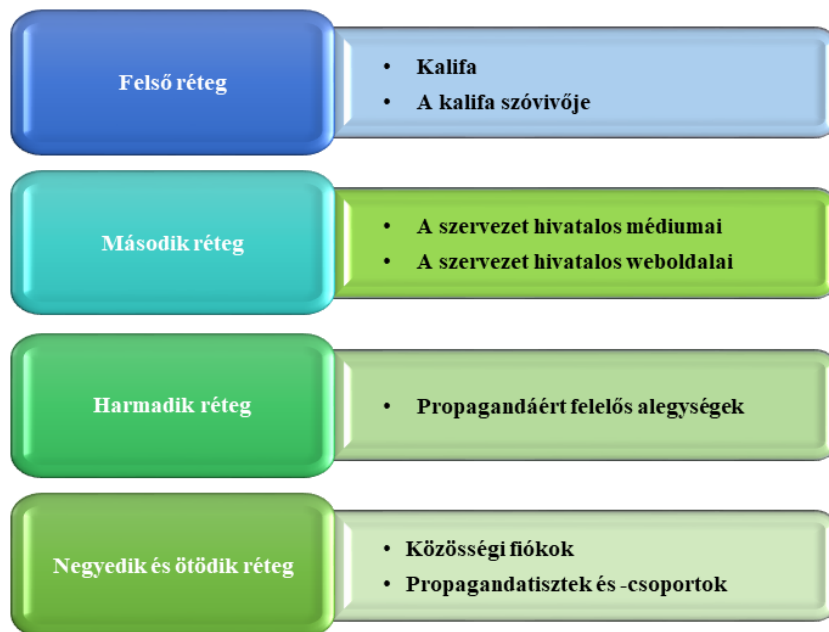 Felső réteg
• Kalifa
• A kalifa szóvivője
Második réteg
• A szervezet hivatalos médiumai
• A szervezet hivatalos weboldalai
Harmadik réteg
• Propagandáért felelős alegységek
Negyedik és ötödik réteg
• Közösségi fiókok
• Propagandatisztek és -csoportok